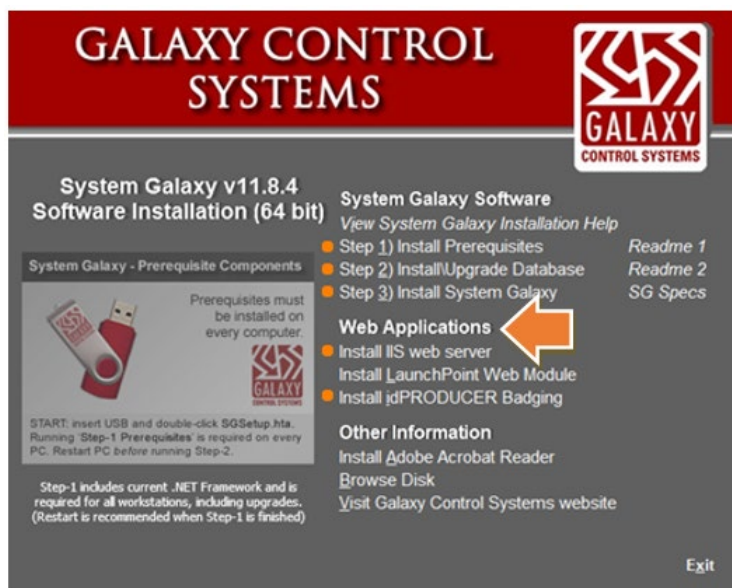 GALAXY CONTROL
SYSTEMS
GALAXY
CONTROL SYSTEMS
System Galaxy v11.8.4
Software Installation (64 bit)
System Galaxy - Prerequisite Components
Prerequisites must
be installed on
every computer.
GALAXY
CONTROL SYSTEMS
START: insert USB and double-click SGSetup.hta.
Running 'Step-1 Prerequisites' is required on every
PC. Restart PC before running Step-2.
Step-1 includes current .NET Framework and is
required for all workstations, including upgrades.
(Restart is recommended when Step-1 is finished)
System Galaxy Software
View System Galaxy Installation Help
Step 1) Install Prerequisites Readme 1
Step 2) Install\Upgrade Database Readme 2
Step 3) Install System Galaxy SG Specs
Web Applications
Install IIS web server
Install LaunchPoint Web Module
Install idPRODUCER Badging
Other Information
Install Adobe Acrobat Reader
Browse Disk
Visit Galaxy Control Systems website
Exit